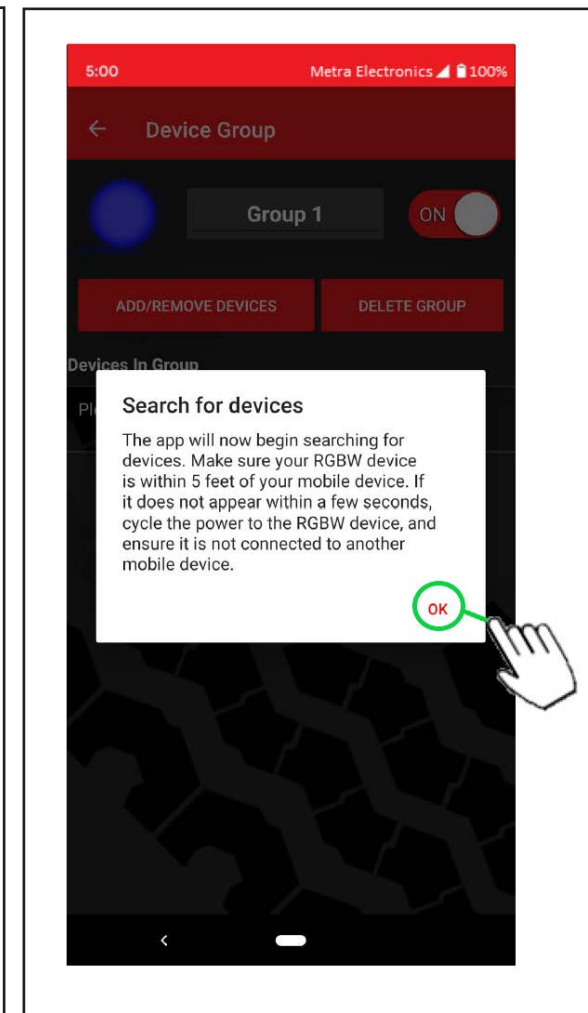 5:00 Metra Electronics 100%
Device Group
Group 1 ON
ADD/REMOVE DEVICES DELETE GROUP
Devices In Group
Search for devices
The app will now begin searching for
devices. Make sure your RGBW device
is within 5 feet of your mobile device. If
it does not appear within a few seconds,
cycle the power to the RGBW device, and
ensure it is not connected to another
mobile device.
OK